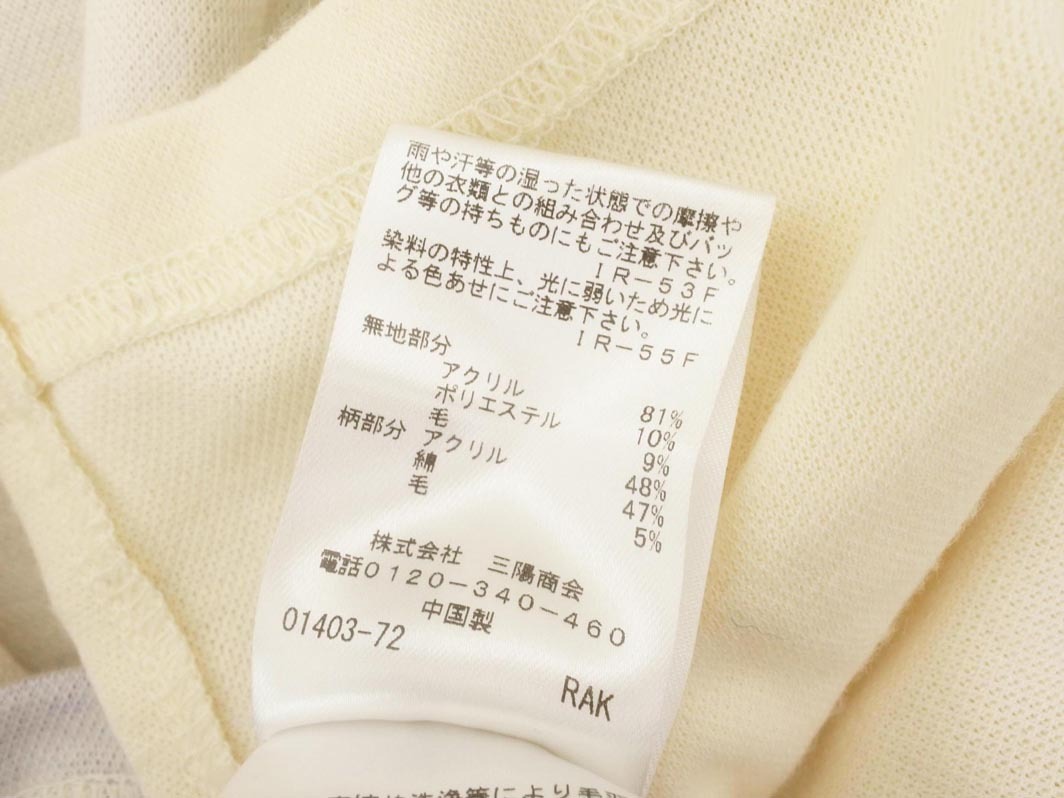 雨や汗等の湿った状態での摩擦や
他の衣類との組み合わせ及びバッ
グ等の持ちものにもご注意下さい。
IR-53F
染料の特性上、光に弱いため光に
よる色あせにご注意下さい。
IR-55F
無地部分
アクリル 81%
ポリエステル 10%
毛 9%
柄部分 アクリル 48%
綿 47%
毛 5%
株式会社 三陽商会
電話0120-340-460
中国製
01403-72
RAK
等により毛羽